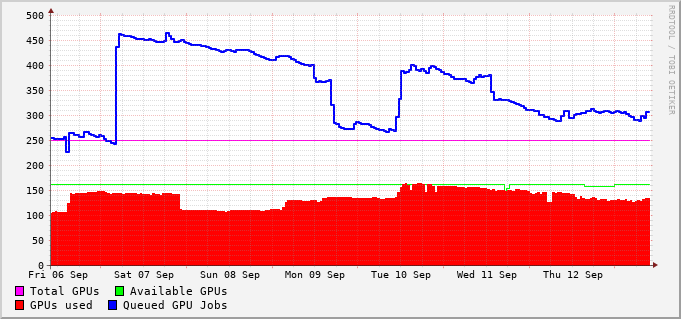 500
450
400
350
300
250
200
150
100
50
0
Fri 06 Sep Sat 07 Sep Sun 08 Sep Mon 09 Sep Tue 10 Sep Wed 11 Sep Thu 12 Sep
Total GPUs Available GPUs
GPUs used Queued GPU Jobs
RRDTOOL / TOBI OETIKER